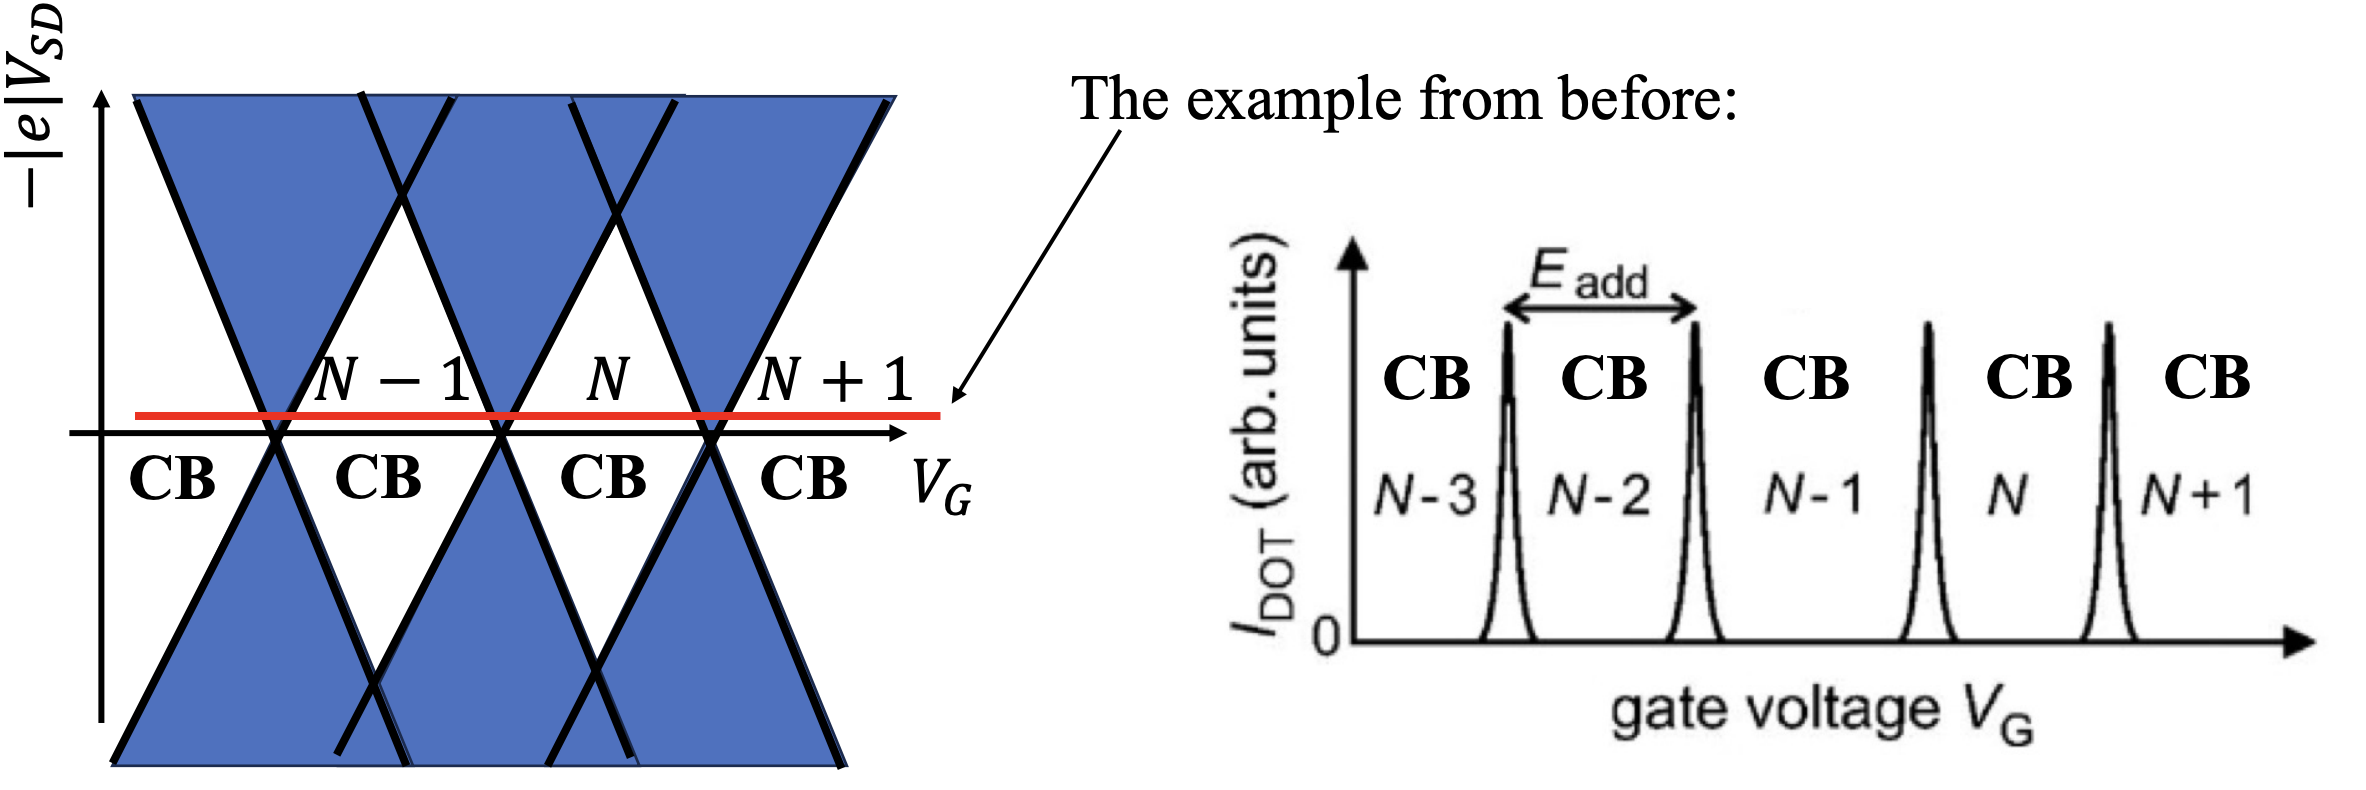 −|e|V_SD
The example from before:
N − 1
N
N + 1
CB
CB
CB
CB
V_G
E_add
I_DOT (arb.units)
CB
CB
CB
CB
CB
N-3
N-2
N-1
N
N+1
0
gate voltage V_G